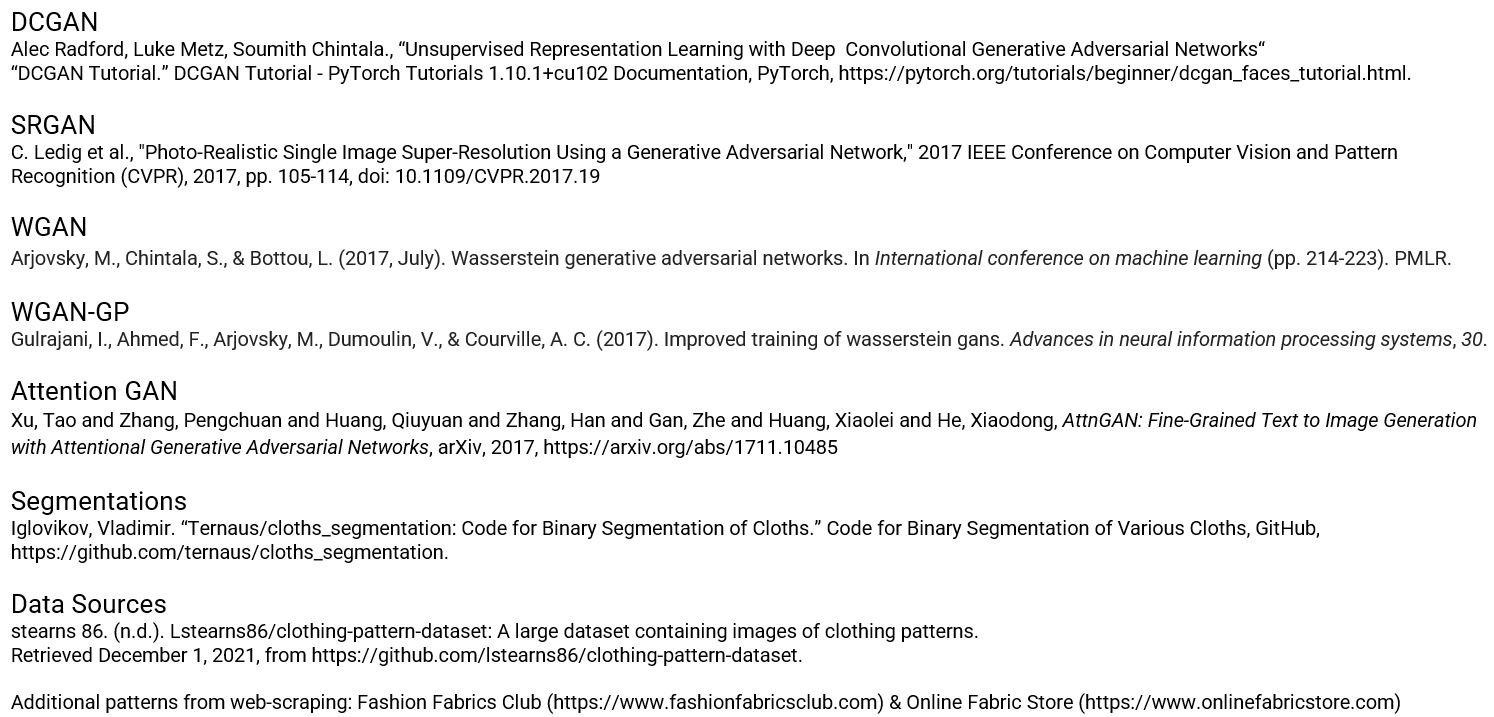 DCGAN
Alec Radford, Luke Metz, Soumith Chintala., “Unsupervised Representation Learning with Deep  Convolutional Generative Adversarial Networks“
“DCGAN Tutorial.” DCGAN Tutorial - PyTorch Tutorials 1.10.1+cu102 Documentation, PyTorch, https://pytorch.org/tutorials/beginner/dcgan_faces_tutorial.html.
SRGAN
C. Ledig et al., "Photo-Realistic Single Image Super-Resolution Using a Generative Adversarial Network," 2017 IEEE Conference on Computer Vision and Pattern
Recognition (CVPR), 2017, pp. 105-114, doi: 10.1109/CVPR.2017.19
WGAN
Arjovsky, M., Chintala, S., & Bottou, L. (2017, July). Wasserstein generative adversarial networks. In International conference on machine learning (pp. 214-223). PMLR.
WGAN-GP
Gulrajani, I., Ahmed, F., Arjovsky, M., Dumoulin, V., & Courville, A. C. (2017). Improved training of wasserstein gans. Advances in neural information processing systems, 30.
Attention GAN
Xu, Tao and Zhang, Pengchuan and Huang, Qiuyuan and Zhang, Han and Gan, Zhe and Huang, Xiaolei and He, Xiaodong, AttnGAN: Fine-Grained Text to Image Generation
with Attentional Generative Adversarial Networks, arXiv, 2017, https://arxiv.org/abs/1711.10485
Segmentations
Iglovikov, Vladimir. “Ternaus/cloths_segmentation: Code for Binary Segmentation of Cloths.” Code for Binary Segmentation of Various Cloths, GitHub,
https://github.com/ternaus/cloths_segmentation.
Data Sources
stearns 86. (n.d.). Lstearns86/clothing-pattern-dataset: A large dataset containing images of clothing patterns.
Retrieved December 1, 2021, from https://github.com/lstearns86/clothing-pattern-dataset.
Additional patterns from web-scraping: Fashion Fabrics Club (https://www.fashionfabricsclub.com) & Online Fabric Store (https://www.onlinefabricstore.com)